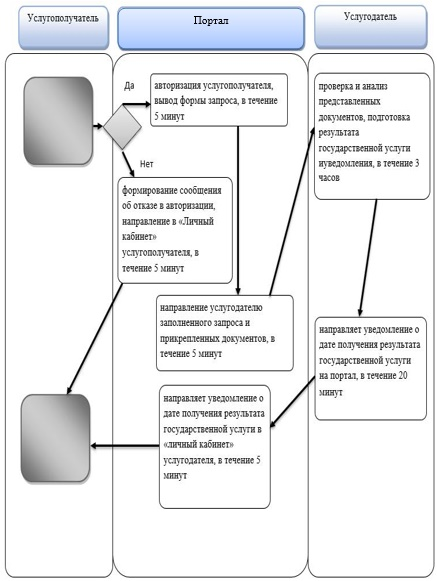 Услугополучатель
Портал
Услугодатель
Да
авторизация услугополучателя,
вывод формы запроса, в течение
5 минут
проверка и анализ
представленных
документов, подготовка
результата
государственной услуги
иуведомления, в течение 3
часов
Нет
формирование сообщения
об отказе в авторизации,
направление в «Личный
кабинет»
услугополучателя, в
течение 5 минут
направление услугодателю
заполненного запроса и
прикрепленных документов, в
течение 5 минут
направляет уведомление о
дате получения результата
государственной услуги
на портал, в течение 20
минут
направляет уведомление о
дате получения результата
государственной услуги в
«личный кабинет»
услугодателя, в течение 5
минут